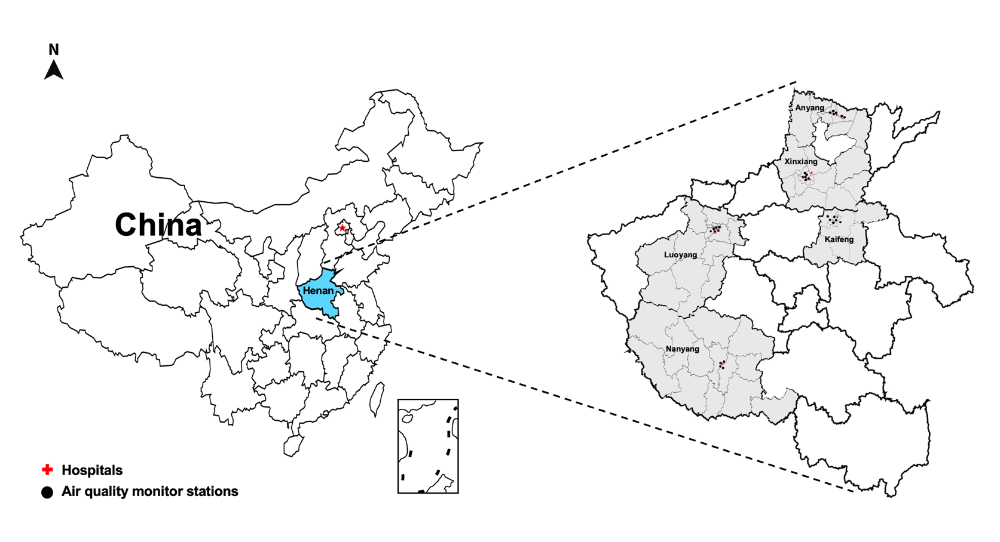 N
China
Henan
Anyang
Xinxiang
Kaifeng
Luoyang
Nanyang
Hospitals
Air quality monitor stations